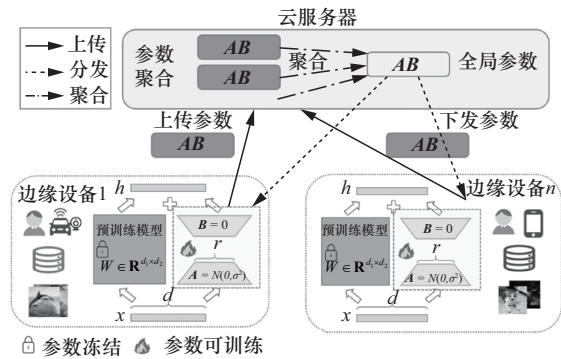 云服务器
上传
分发
聚合
参数
聚合
AB
AB
聚合
AB
全局参数
上传参数
AB
下发参数
AB
边缘设备1
h
预训练模型
W ∈ R^{d₁×d₂}
B = 0
r
A = N(0,σ²)
d
x
边缘设备n
h
预训练模型
W ∈ R^{d₁×d₂}
B = 0
r
A = N(0,σ²)
d
x
参数冻结
参数可训练